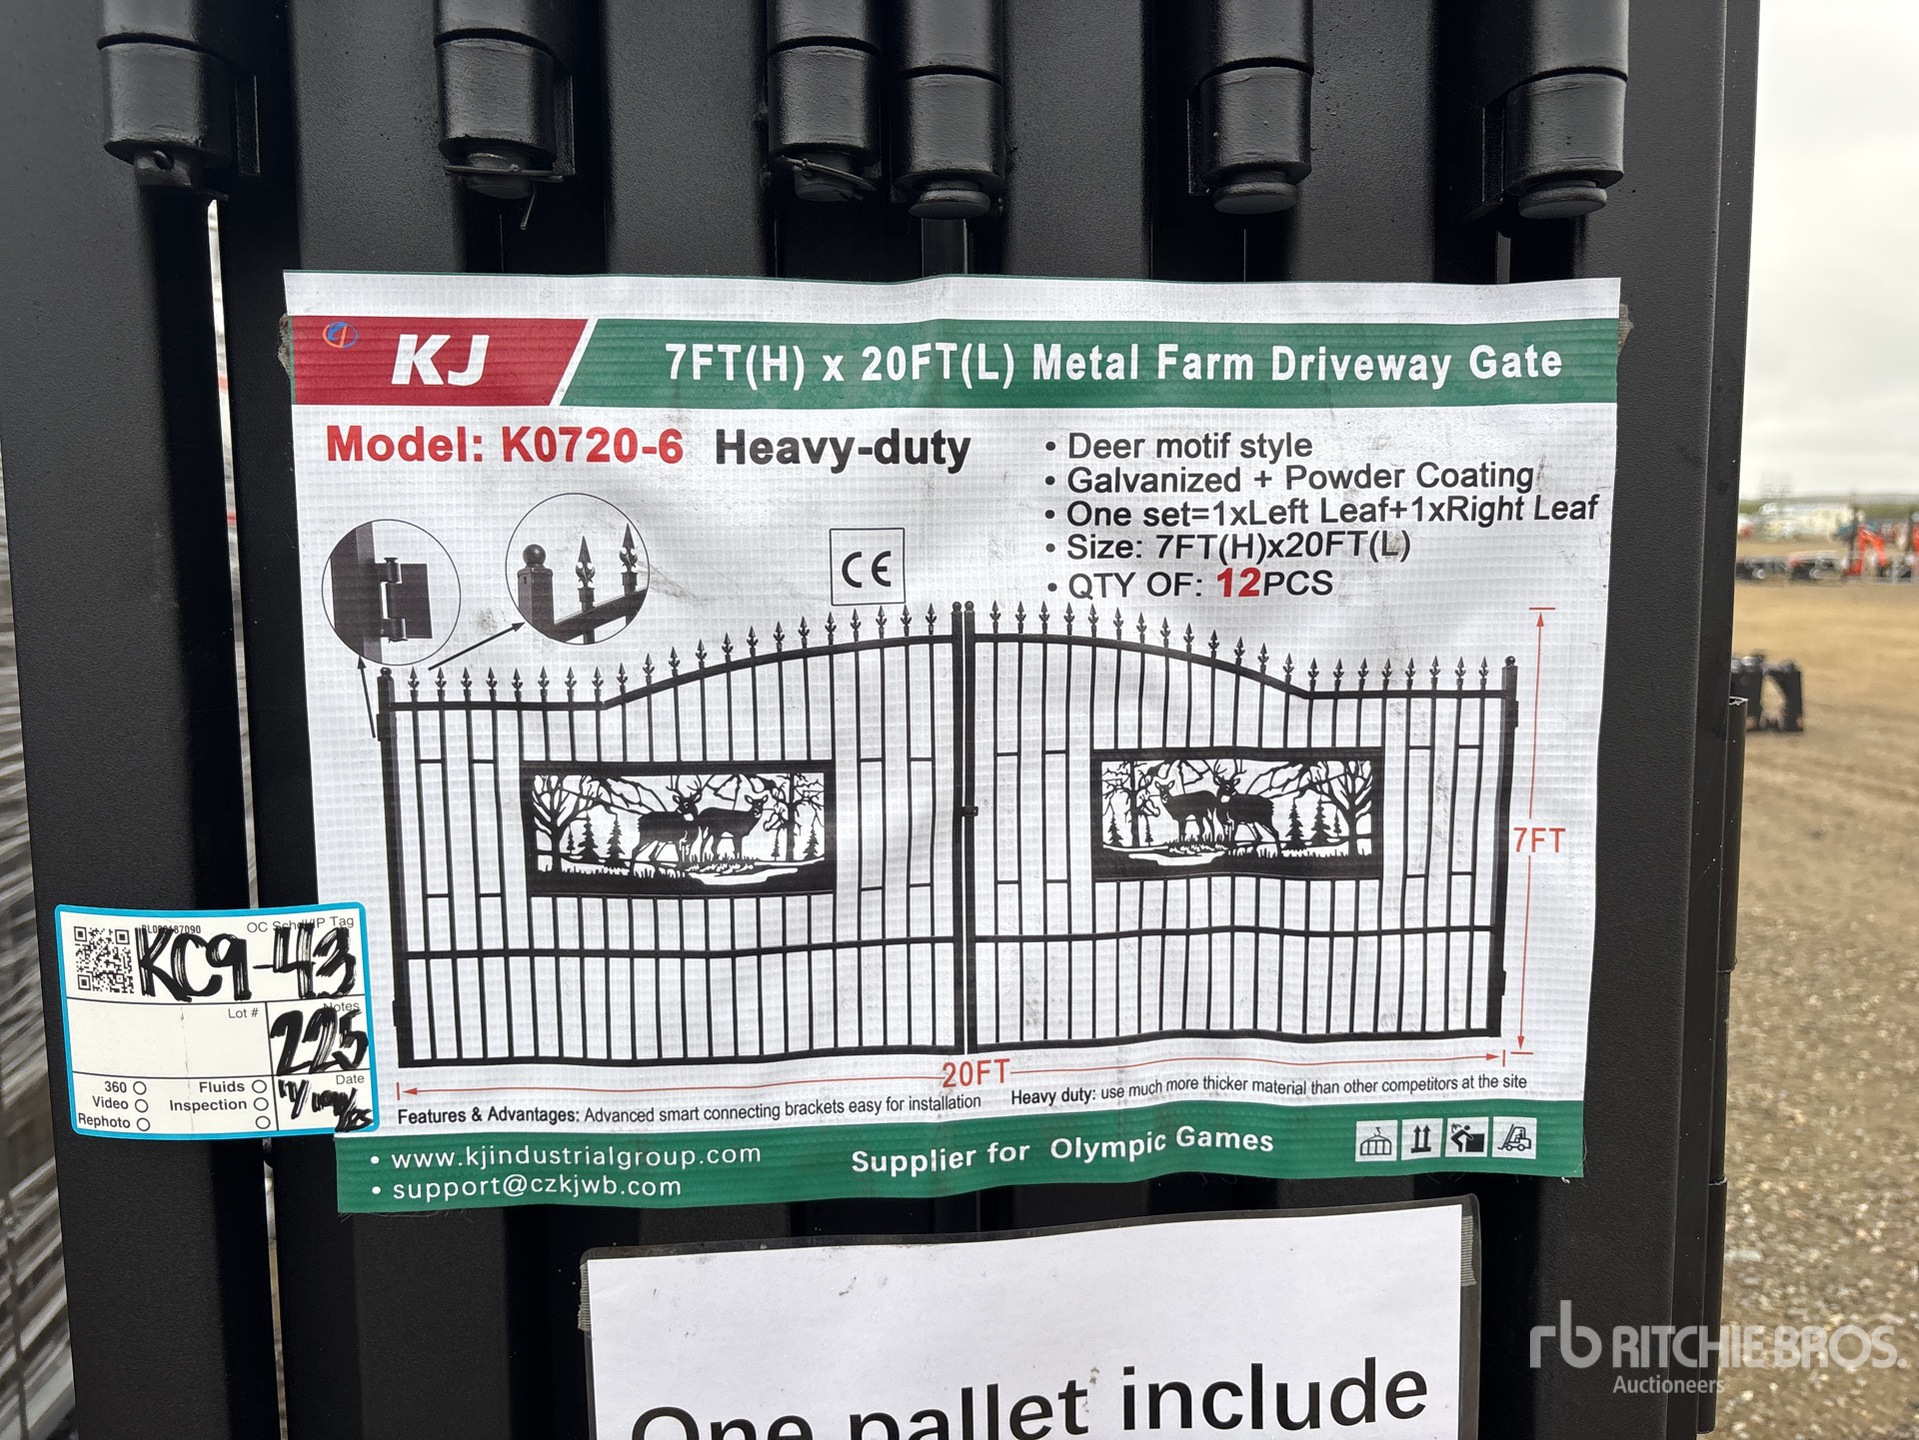 KJ
7FT(H) x 20FT(L) Metal Farm Driveway Gate
Model: K0720-6 Heavy-duty
• Deer motif style
• Galvanized + Powder Coating
• One set=1xLeft Leaf+1xRight Leaf
• Size: 7FT(H)x20FT(L)
• QTY OF: 12PCS
CE
7FT
20FT
Features & Advantages: Advanced smart connecting brackets easy for installation
Heavy duty: use much more thicker material than other competitors at the site
• www.kjindustrialgroup.com
• support@czkjwb.com
Supplier for Olympic Games
OC Tag
KC9-43
Lot #
Notes
225
Date
360
Video
Rephoto
Fluids
Inspection
One pallet include
rb RITCHIE BROS.
Auctioneers